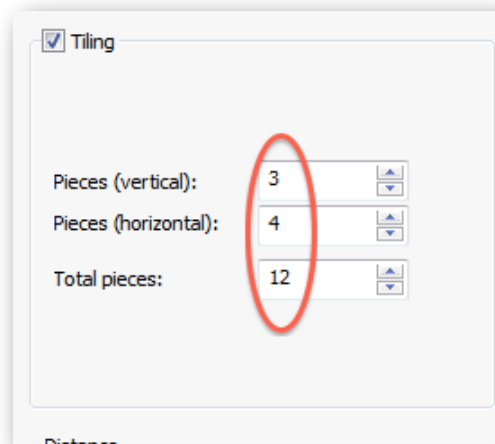 Tiling
Pieces (vertical): 3
Pieces (horizontal): 4
Total pieces: 12